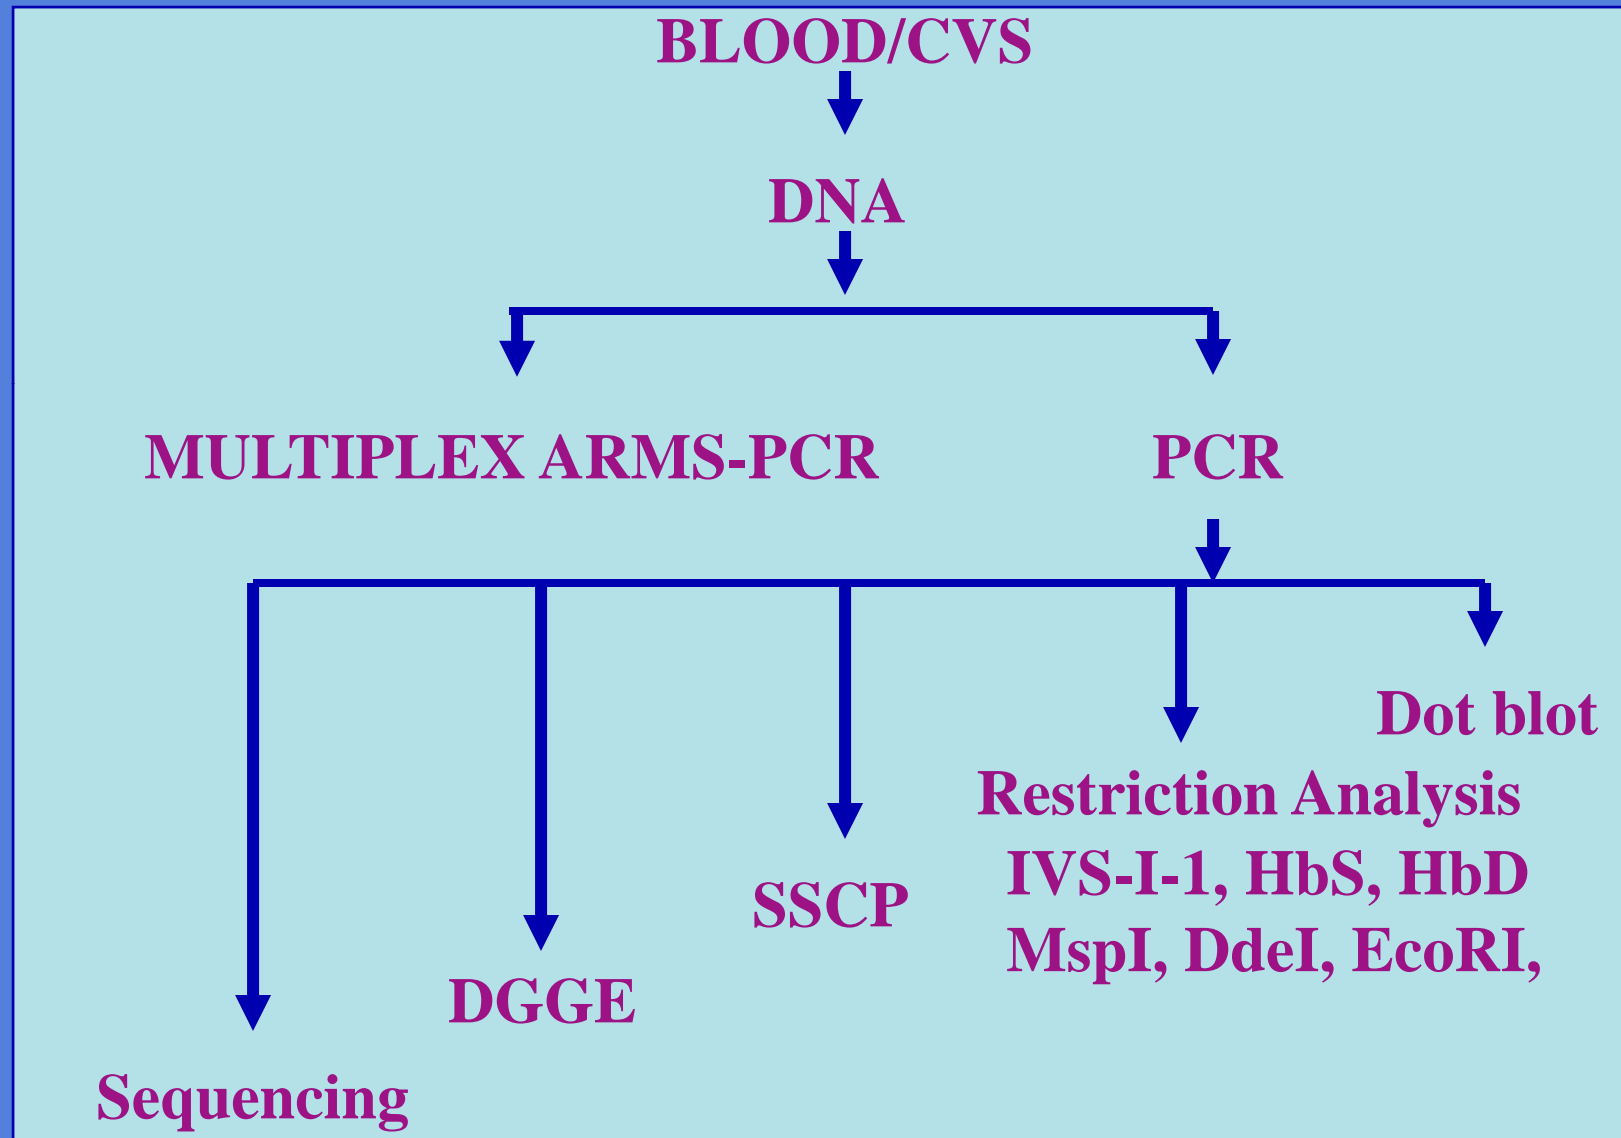 BLOOD/CVS
DNA
MULTIPLEX ARMS-PCR
PCR
Dot blot
Restriction Analysis
IVS-I-1, HbS, HbD
MspI, DdeI, EcoRI,
SSCP
DGGE
Sequencing